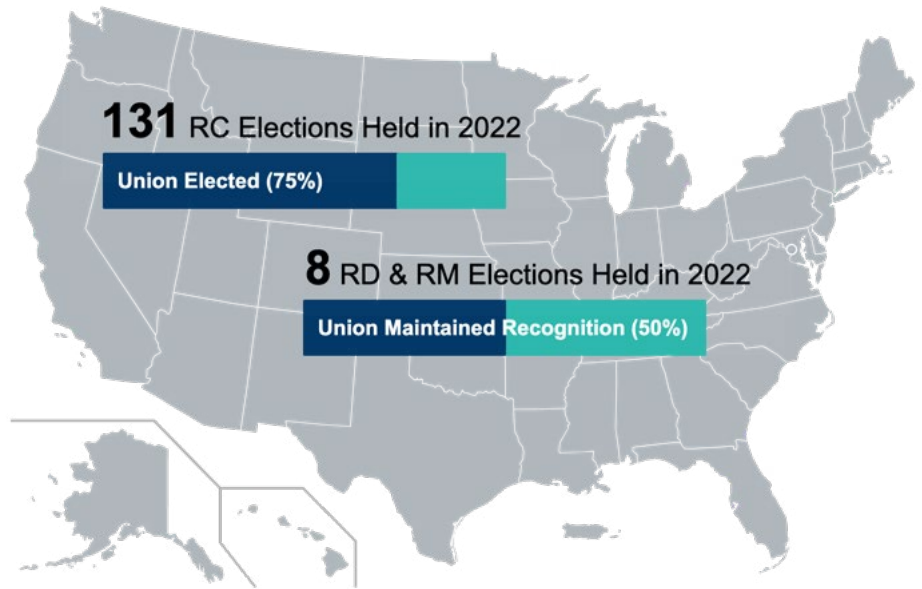 131 RC Elections Held in 2022
Union Elected (75%)
8 RD & RM Elections Held in 2022
Union Maintained Recognition (50%)